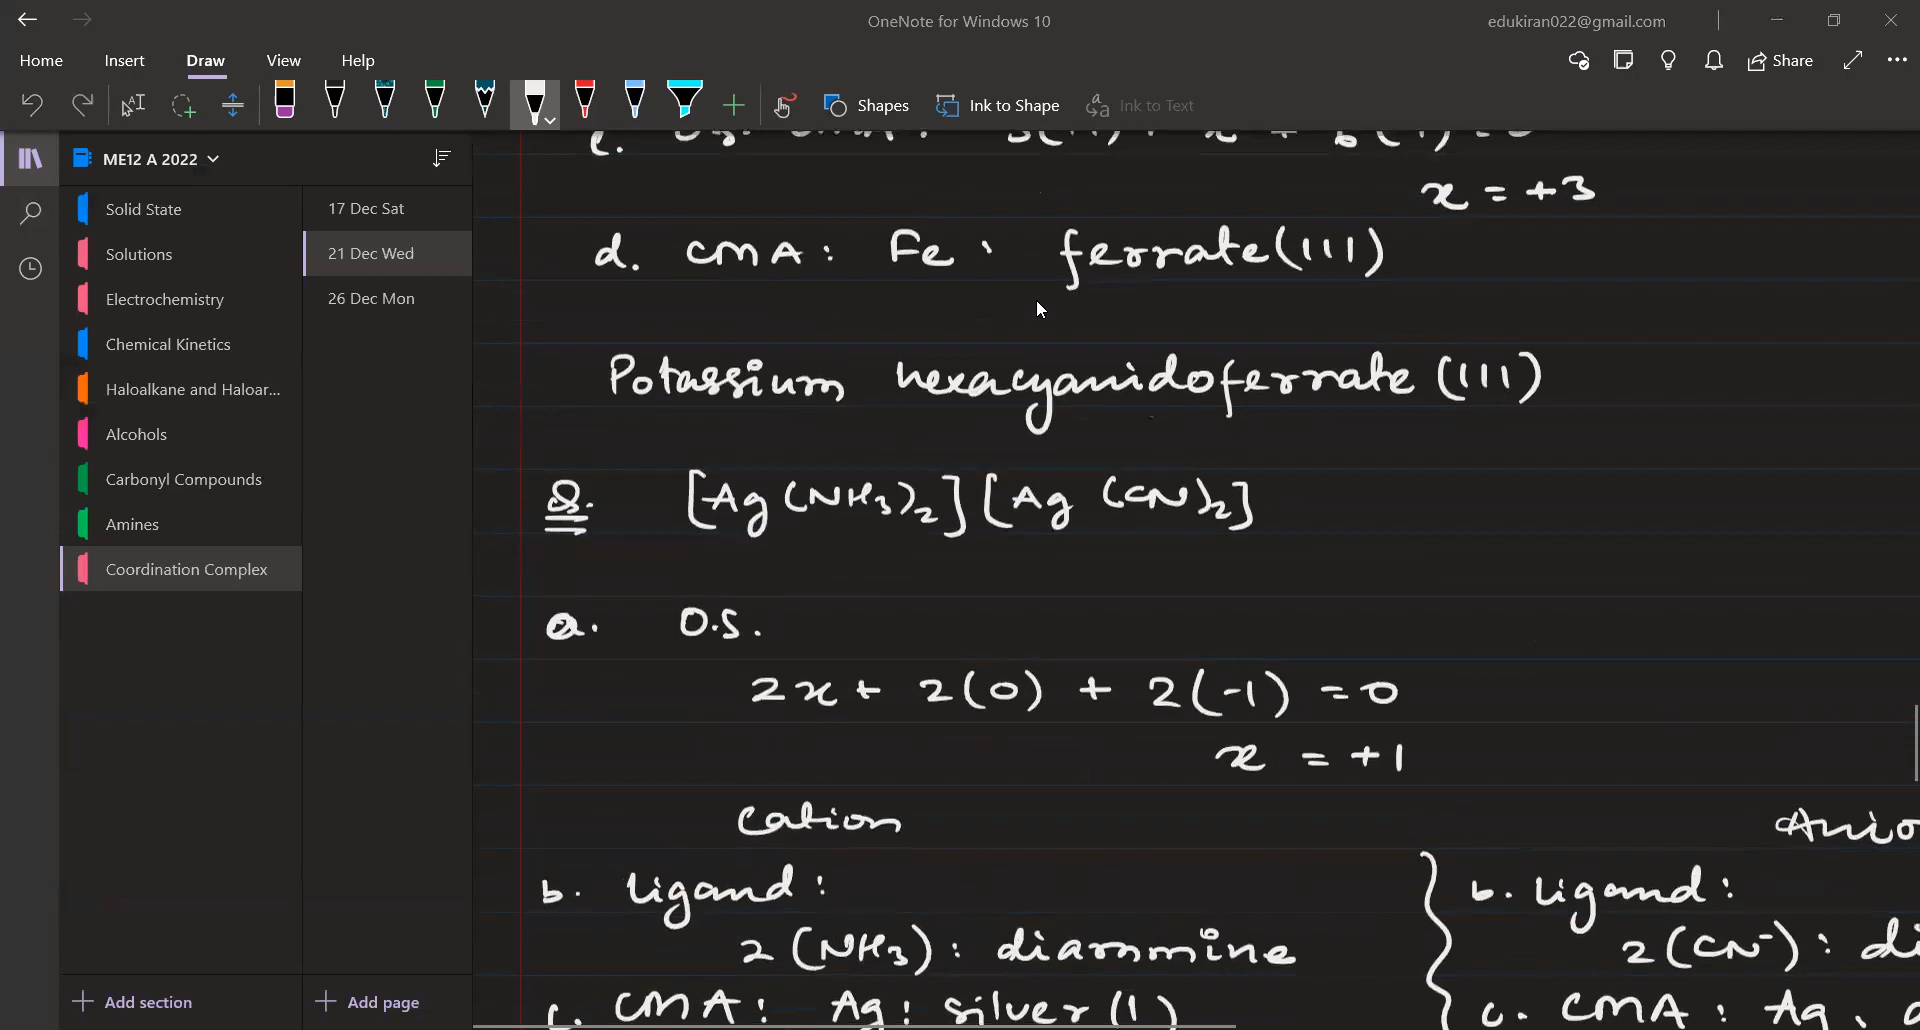 OneNote for Windows 10
edukiran022@gmail.com
Home Insert Draw View Help
Share
Shapes Ink to Shape Ink to Text
ME12 A 2022
Solid State
Solutions
Electrochemistry
Chemical Kinetics
Haloalkane and Haloar...
Alcohols
Carbonyl Compounds
Amines
Coordination Complex
Add section
17 Dec Sat
21 Dec Wed
26 Dec Mon
Add page
x = +3
d. CMA : Fe : ferrate(III)
Potassium hexacyanidoferrate (III)
Q. [Ag (NH3)2] [Ag (CN)2]
a. O.S.
2x + 2(0) + 2(-1) = 0
x = +1
Cation
b. ligand :
2 (NH3) : diammine
c. CMA : Ag : silver (I)
b. ligand :
2 (CN-) :
c. CMA : Ag